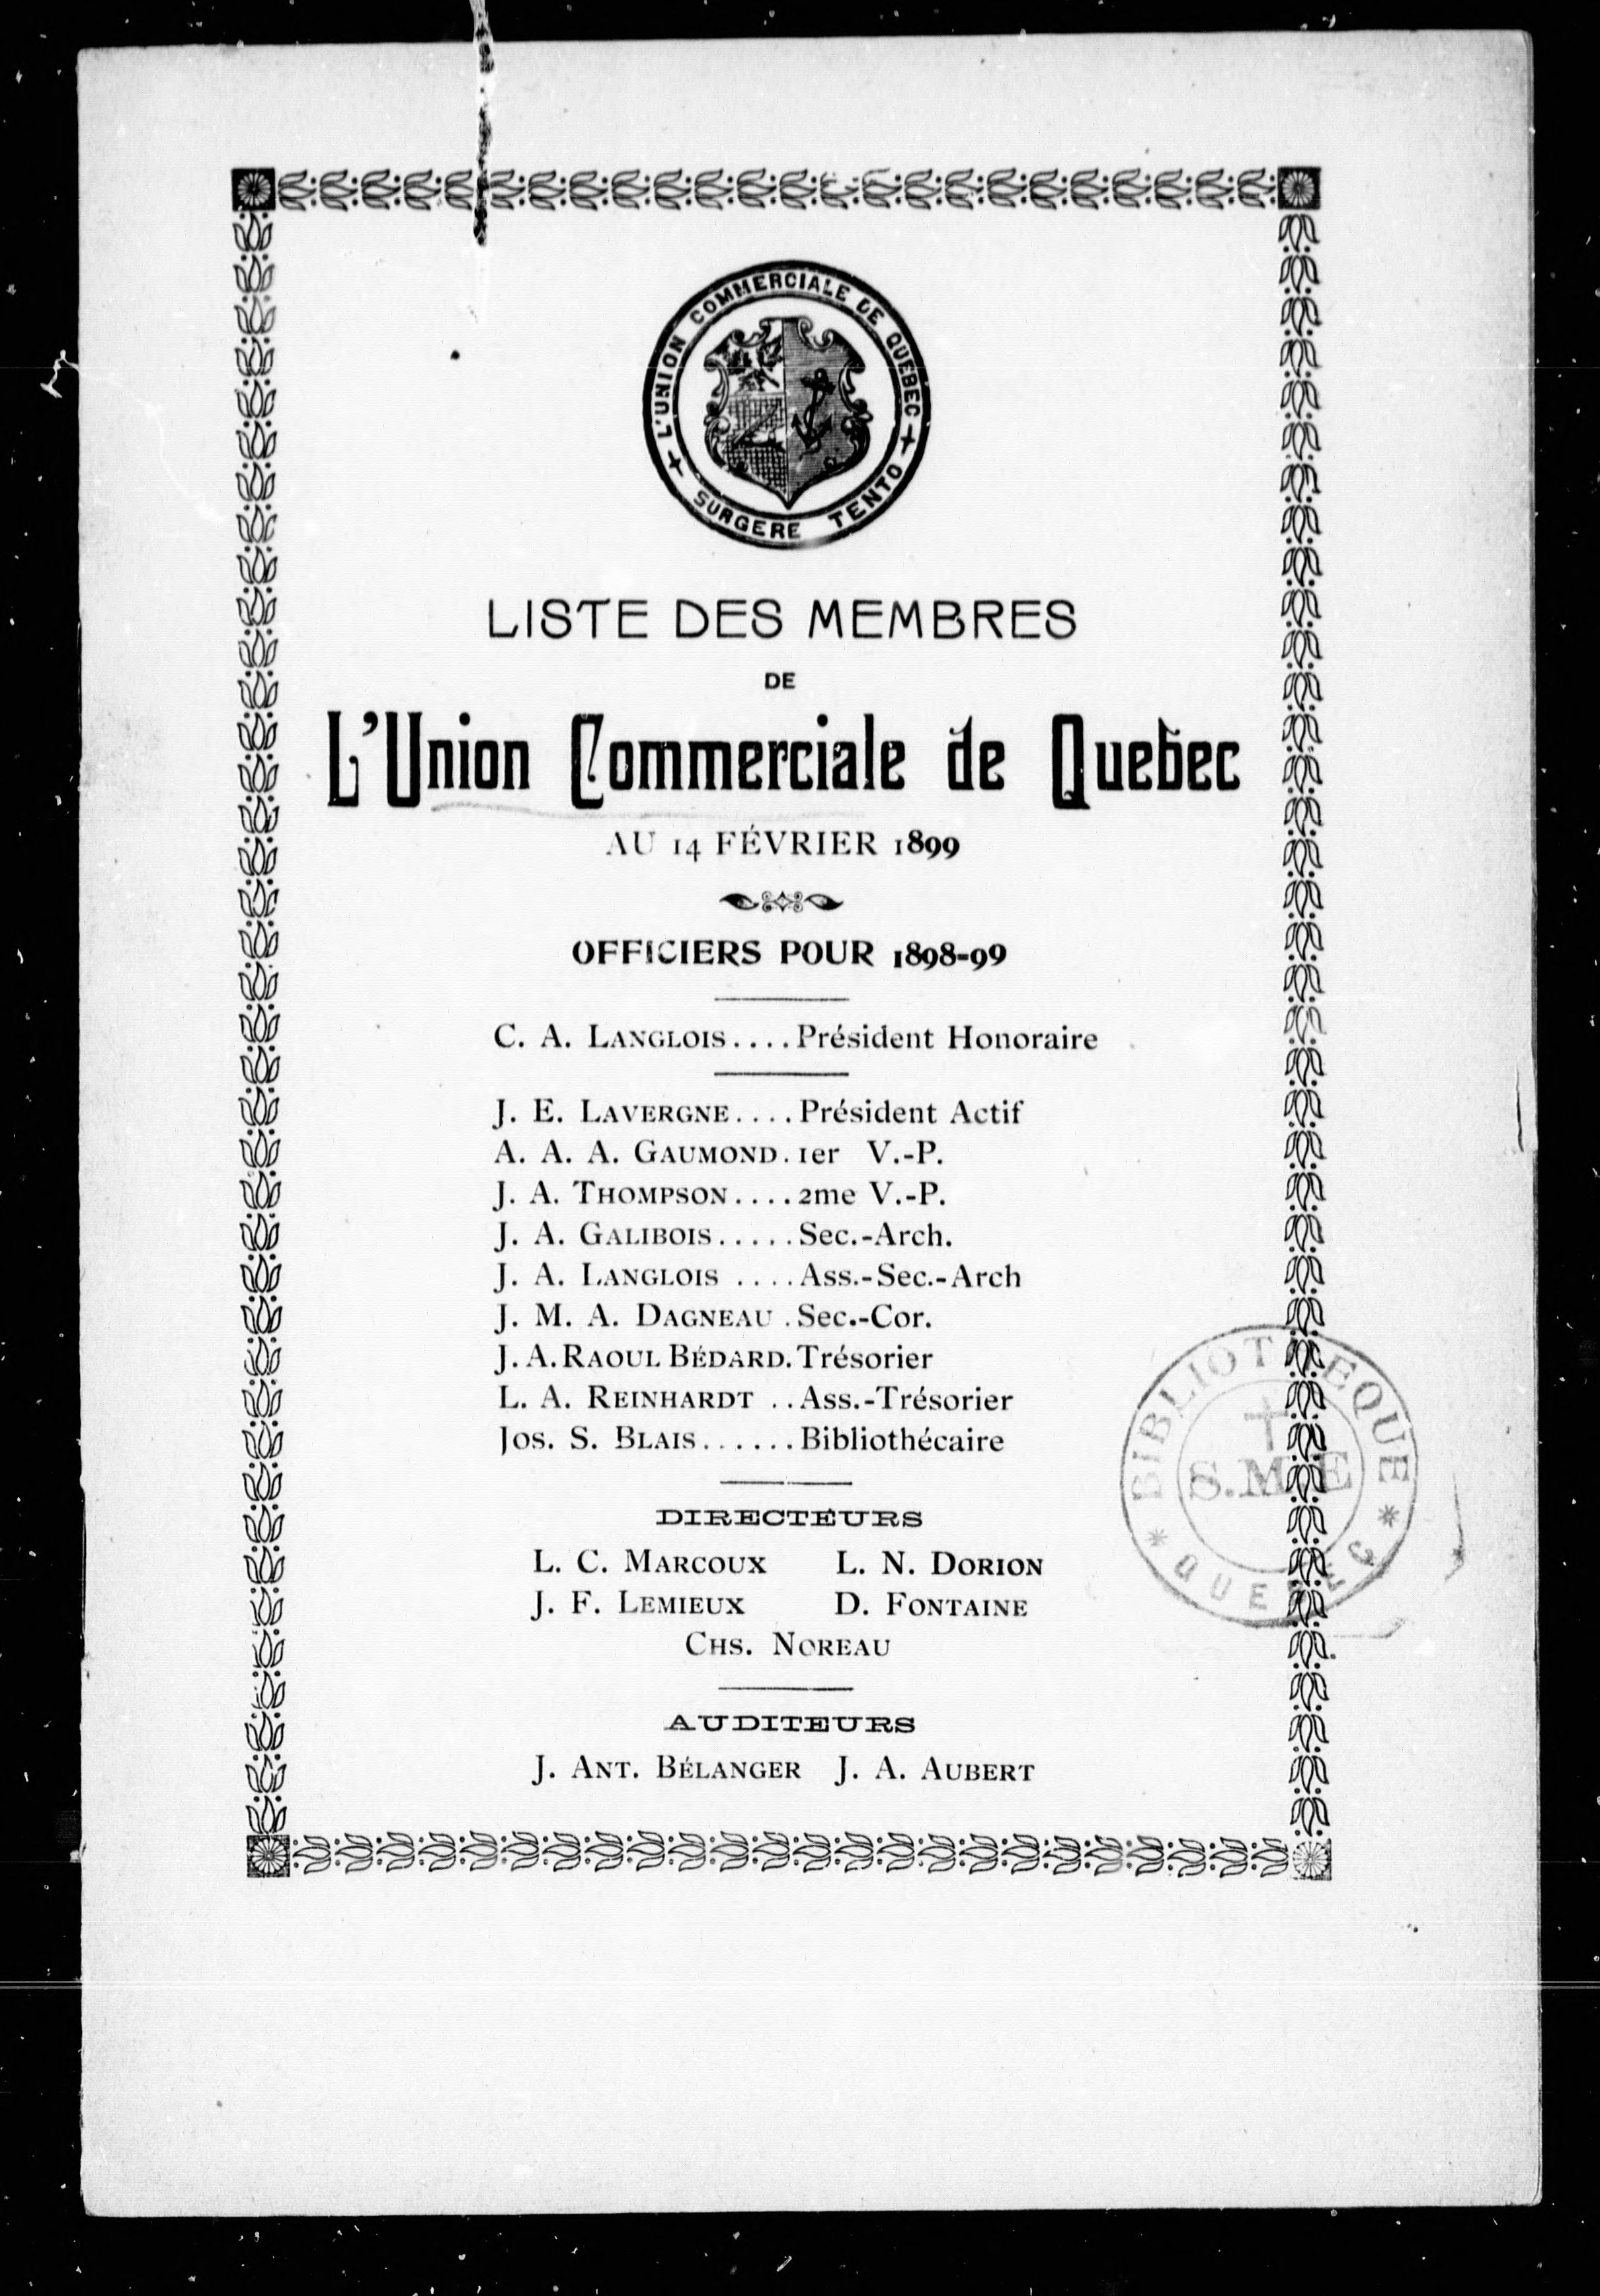 L'UNION COMMERCIALE DE QUEBEC
SURGERE TENTO
LISTE DES MEMBRES
DE
L'Union Commerciale de Quebec
AU 14 FÉVRIER 1899
OFFICIERS POUR 1898-99
C. A. LANGLOIS....Président Honoraire
J. E. LAVERGNE....Président Actif
A. A. A. GAUMOND.1er V.-P.
J. A. THOMPSON....2me V.-P.
J. A. GALIBOIS.....Sec.-Arch.
J. A. LANGLOIS ....Ass.-Sec.-Arch
J. M. A. DAGNEAU .Sec.-Cor.
J. A. RAOUL BÉDARD.Trésorier
L. A. REINHARDT ..Ass.-Trésorier
JOS. S. BLAIS......Bibliothécaire
DIRECTEURS
L. C. MARCOUX L. N. DORION
J. F. LEMIEUX D. FONTAINE
CHS. NOREAU
AUDITEURS
J. ANT. BÉLANGER J. A. AUBERT
BIBLIOTHEQUE
S.M.E
QUEBEC